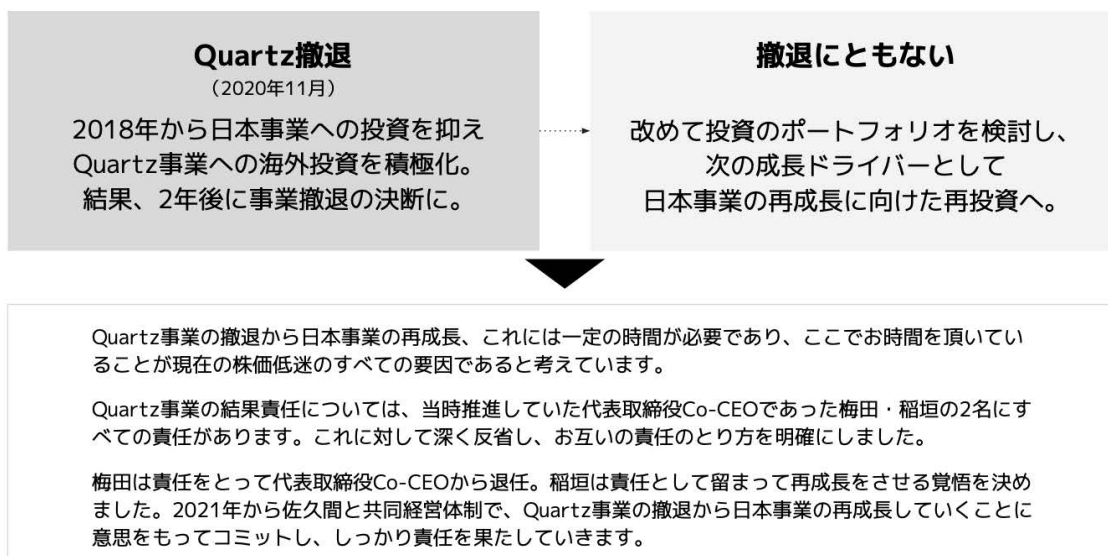 Quartz撤退
（2020年11月）
2018年から日本事業への投資を抑え
Quartz事業への海外投資を積極化。
結果、2年後に事業撤退の決断に。
撤退にともない
改めて投資のポートフォリオを検討し、
次の成長ドライバーとして
日本事業の再成長に向けた再投資へ。
Quartz事業の撤退から日本事業の再成長、これには一定の時間が必要であり、ここでお時間を頂いてい
ることが現在の株価低迷のすべての要因であると考えています。
Quartz事業の結果責任については、当時推進していた代表取締役Co-CEOであった梅田・稲垣の2名にす
べての責任があります。これに対して深く反省し、お互いの責任のとり方を明確にしました。
梅田は責任をとって代表取締役Co-CEOから退任。稲垣は責任として留まって再成長をさせる覚悟を決め
ました。2021年から佐久間と共同経営体制で、Quartz事業の撤退から日本事業の再成長していくことに
意思をもってコミットし、しっかり責任を果たしていきます。